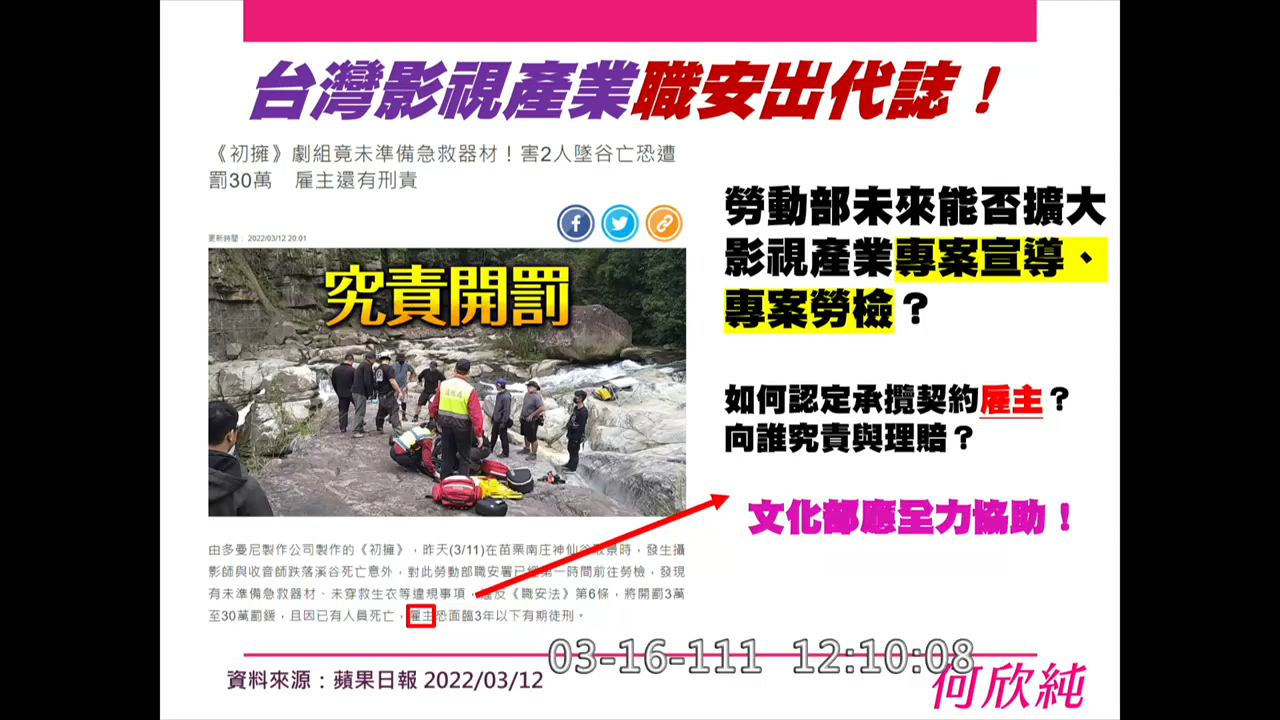 台灣影視產業職安出代誌！
《初擁》劇組竟未準備急救器材！害2人墜谷亡恐遭
罰30萬　雇主還有刑責
更新時間： 2022/03/12 20:01
究責開罰
由多曼尼製作公司製作的《初擁》，昨天(3/11)在苗栗南庄神仙谷取景時，發生攝
影師與收音師跌落溪谷死亡意外，對此勞動部職安署已經第一時間前往勞檢，發現
有未準備急救器材、未穿救生衣等違規事項，違反《職安法》第6條，將開罰3萬
至30萬罰鍰，且因已有人員死亡，雇主恐面臨3年以下有期徒刑。
勞動部未來能否擴大
影視產業專案宣導、
專案勞檢？
如何認定承攬契約雇主？
向誰究責與理賠？
文化部應全力協助！
03-16-111 12:10:08
資料來源：蘋果日報 2022/03/12
何欣純